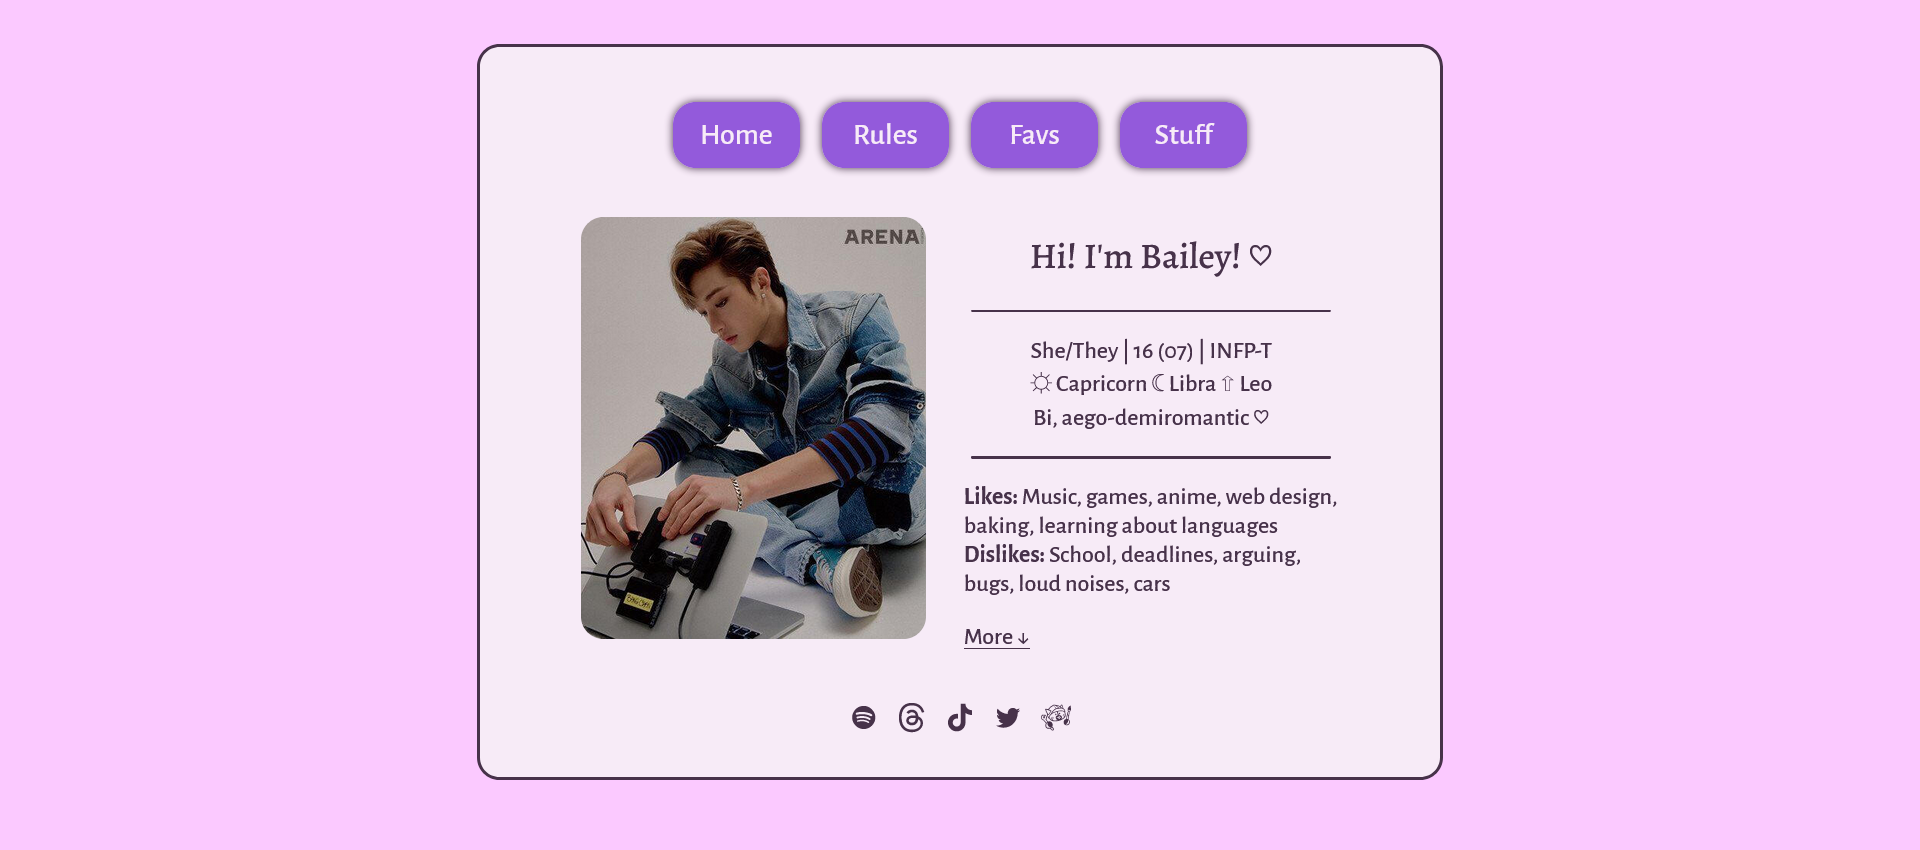 Home Rules Favs Stuff
ARENA
Hi! I'm Bailey! ♡
She/They | 16 (07) | INFP-T
☼ Capricorn ☾ Libra ⇧ Leo
Bi, aego-demiromantic ♡
Likes: Music, games, anime, web design,
baking, learning about languages
Dislikes: School, deadlines, arguing,
bugs, loud noises, cars
More ↓